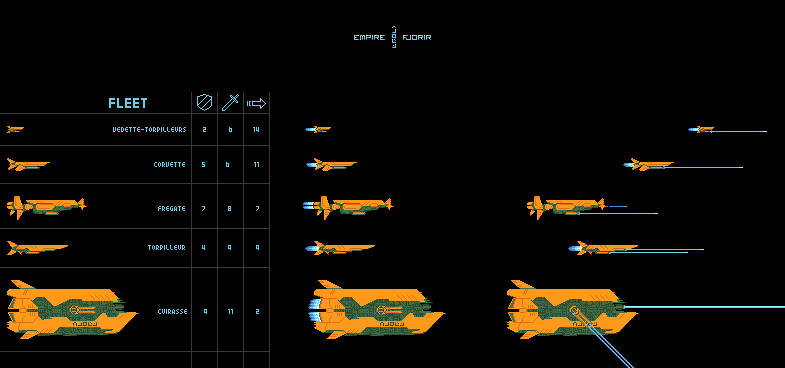 EMPIRE FJORIR
FLEET
VEDETTE-TORPILLEURS 2 6 14
CORVETTE 5 6 11
FREGATE 7 8 7
TORPILLEUR 4 9 9
CUIRASSE 9 11 2